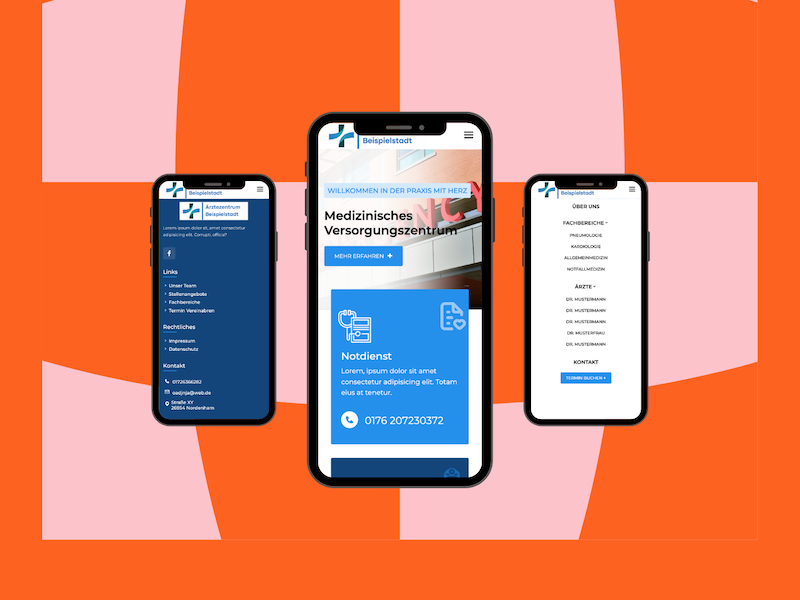 Beispielstadt
Ärztezentrum
Beispielstadt
Lorem ipsum dolor sit, amet consectetur
adipisicing elit. Corrupti, officia?
Links
Unser Team
Stellenangebote
Fachbereiche
Termin Vereinabren
Rechtliches
Impressum
Datenschutz
Kontakt
01726366282
oadjnja@web.de
Straße XY
26954 Nordenham
Beispielstadt
WILLKOMMEN IN DER PRAXIS MIT HERZ
NCY
Medizinisches
Versorgungszentrum
MEHR ERFAHREN +
Notdienst
Lorem, ipsum dolor sit amet
consectetur adipisicing elit. Totam
eius at tenetur.
0176 207230372
Beispielstadt
ÜBER UNS
FACHBEREICHE
PNEUMOLOGIE
KARDIOLOGIE
ALLGEMEINMEDIZIN
NOTFALLMEDIZIN
ÄRZTE
DR. MUSTERMANN
DR. MUSTERMANN
DR. MUSTERMANN
DR. MUSTERFRAU
DR. MUSTERMANN
KONTAKT
TERMIN BUCHEN +